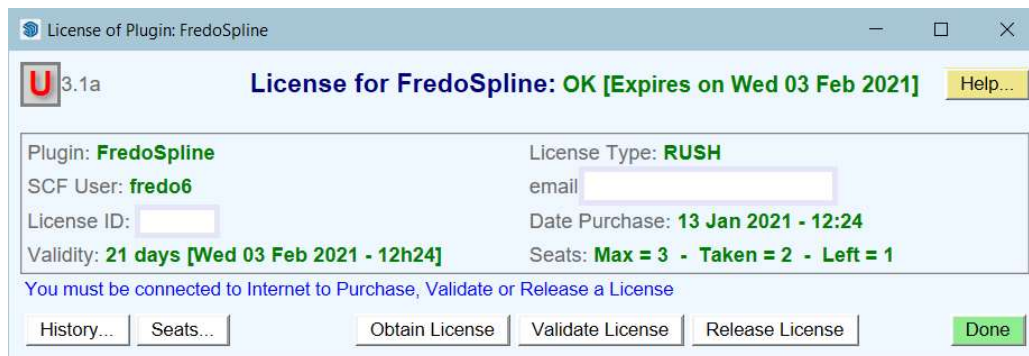 License of Plugin: FredoSpline
U 3.1a License for FredoSpline: OK [Expires on Wed 03 Feb 2021] Help...
Plugin: FredoSpline License Type: RUSH
SCF User: fredo6 email
License ID: Date Purchase: 13 Jan 2021 - 12:24
Validity: 21 days [Wed 03 Feb 2021 - 12h24] Seats: Max = 3 - Taken = 2 - Left = 1
You must be connected to Internet to Purchase, Validate or Release a License
History... Seats... Obtain License Validate License Release License Done